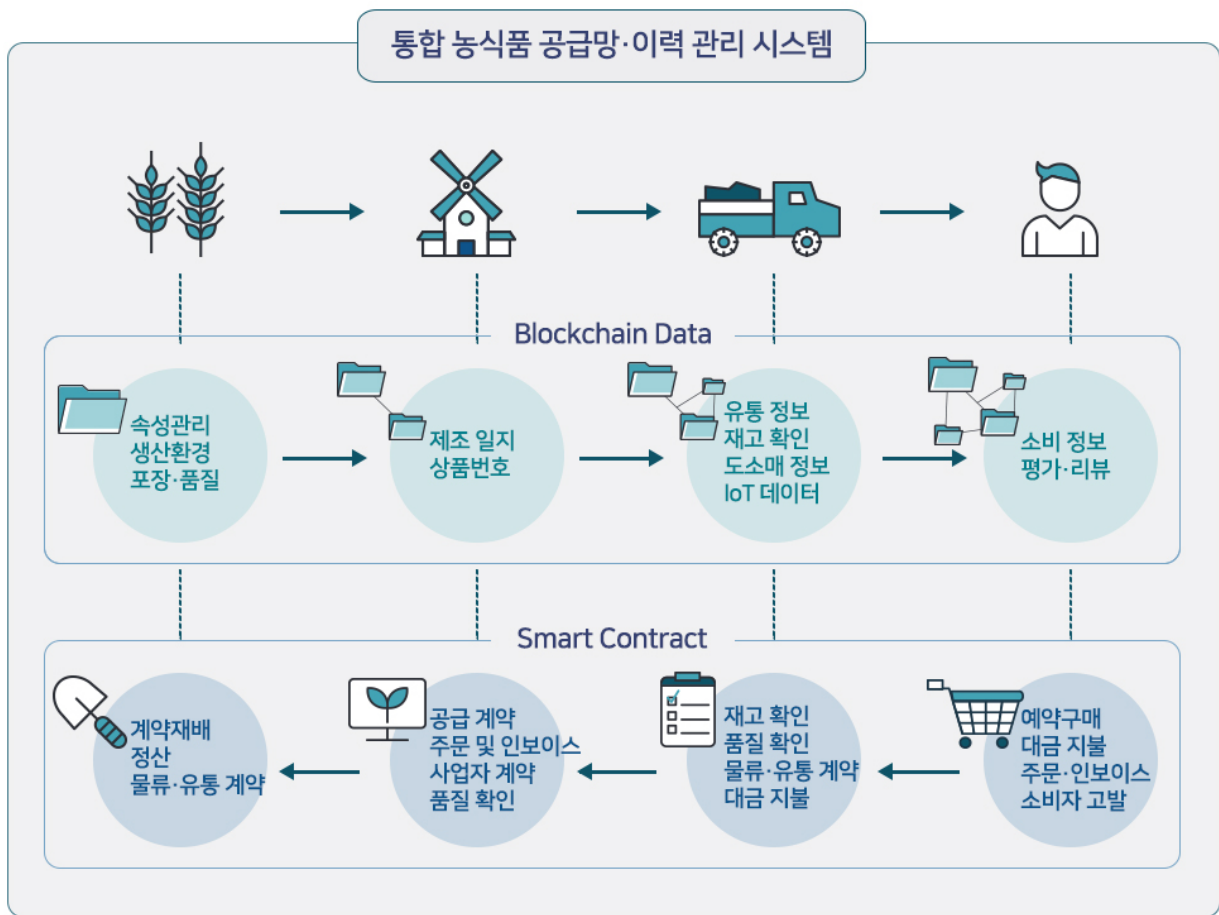 통합 농식품 공급망·이력 관리 시스템
Blockchain Data
속성관리
생산환경
포장·품질
제조 일지
상품번호
유통 정보
재고 확인
도소매 정보
IoT 데이터
소비 정보
평가·리뷰
Smart Contract
계약재배
정산
물류·유통 계약
공급 계약
주문 및 인보이스
사업자 계약
품질 확인
재고 확인
품질 확인
물류·유통 계약
대금 지불
예약구매
대금 지불
주문·인보이스
소비자 고발